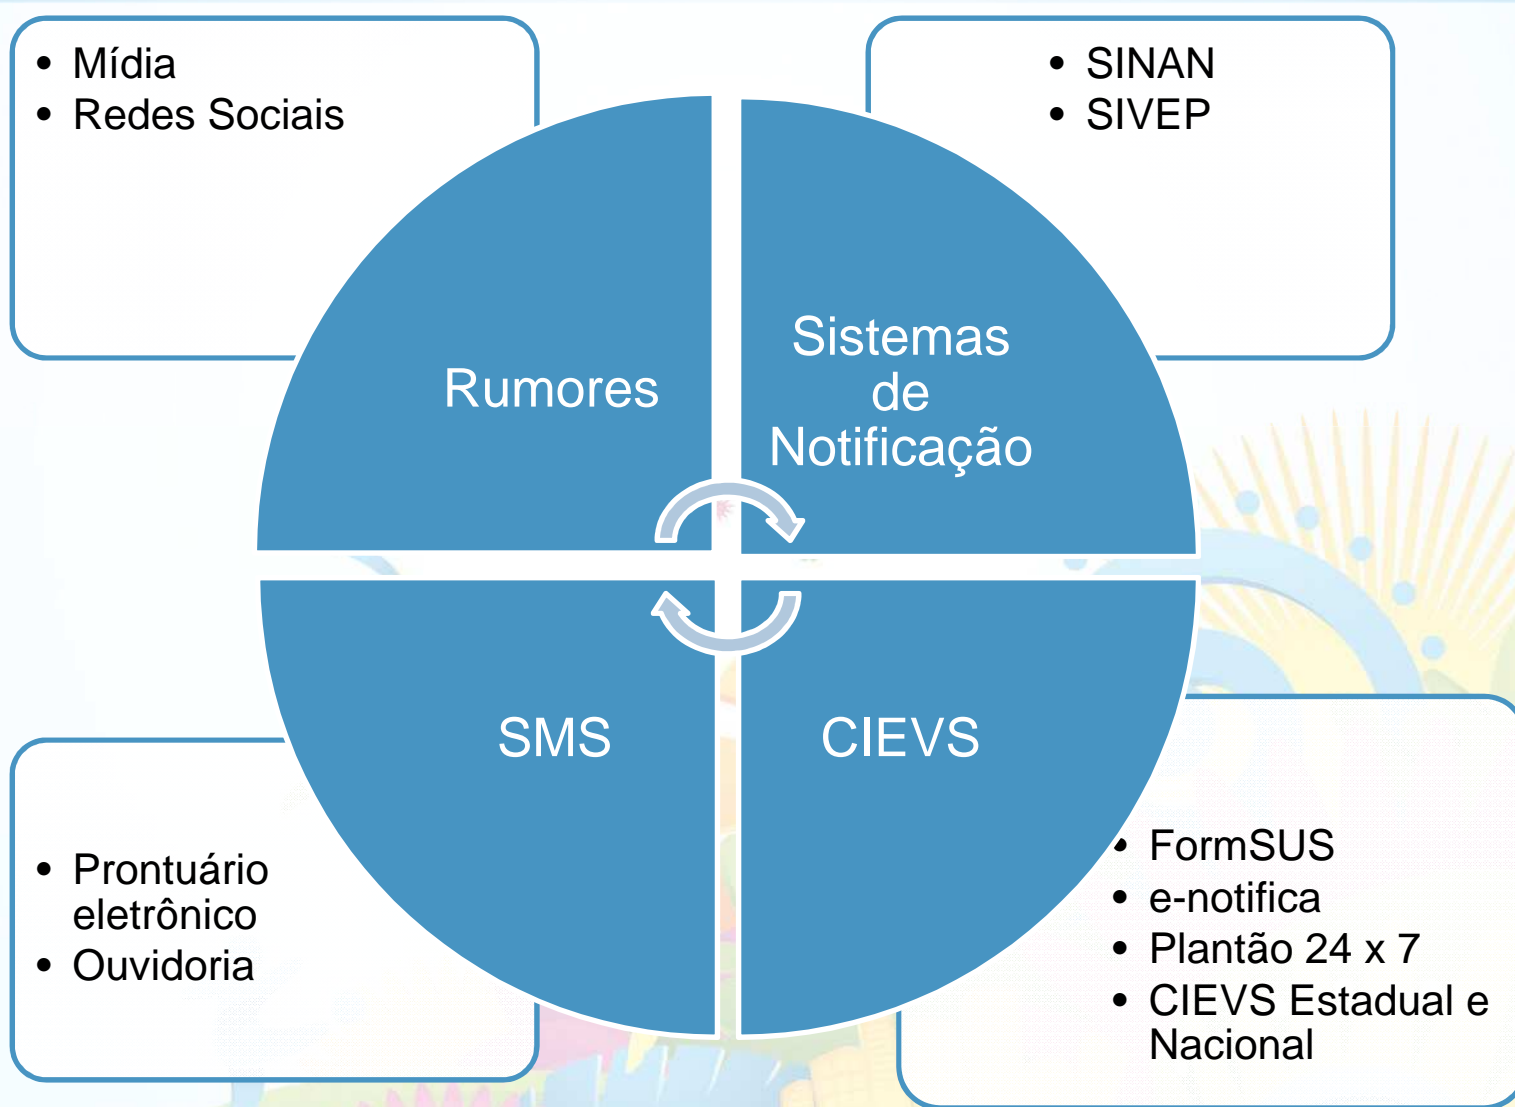 • Mídia
• Redes Sociais
• SINAN
• SIVEP
Rumores
Sistemas
de
Notificação
SMS
CIEVS
• Prontuário
eletrônico
• Ouvidoria
• FormSUS
• e-notifica
• Plantão 24 x 7
• CIEVS Estadual e
Nacional